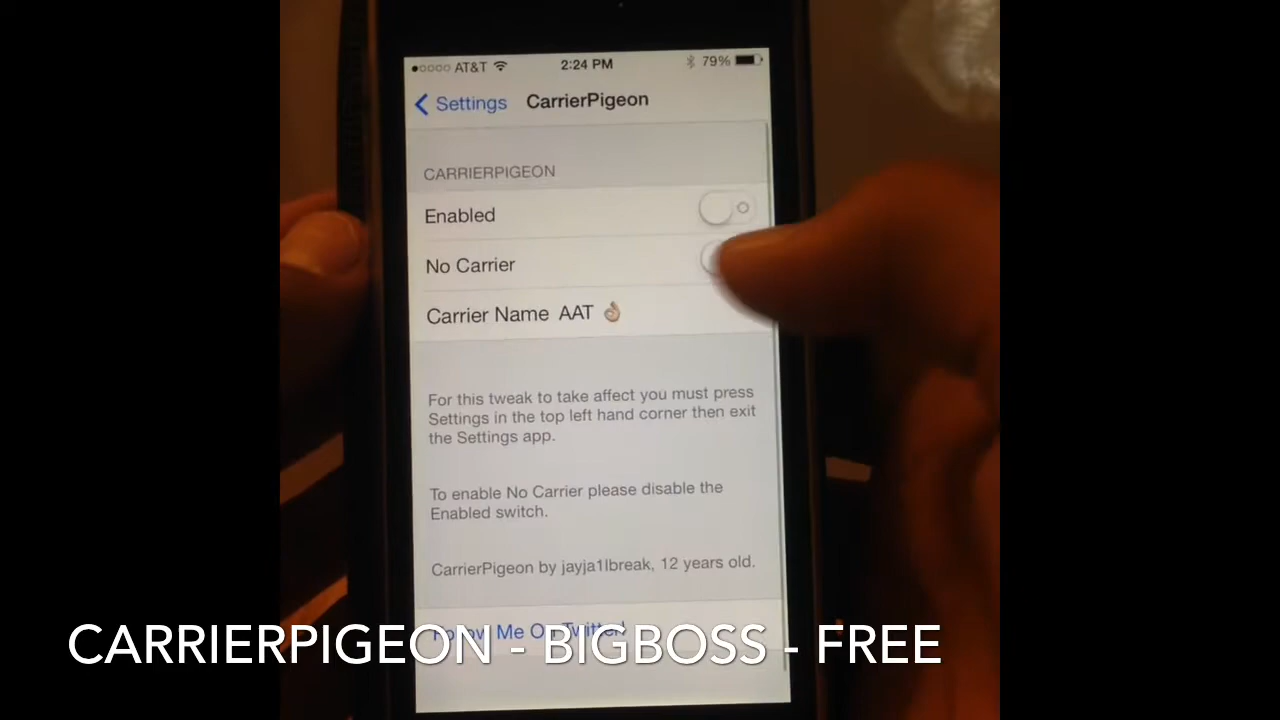 AT&T 2:24 PM 79%
Settings CarrierPigeon
CARRIERPIGEON
Enabled
No Carrier
Carrier Name AAT 👌🏼
For this tweak to take affect you must press
Settings in the top left hand corner then exit
the Settings app.
To enable No Carrier please disable the
Enabled switch.
CarrierPigeon by jayja1lbreak, 12 years old.
Follow Me On Twitter!
CARRIERPIGEON - BIGBOSS - FREE